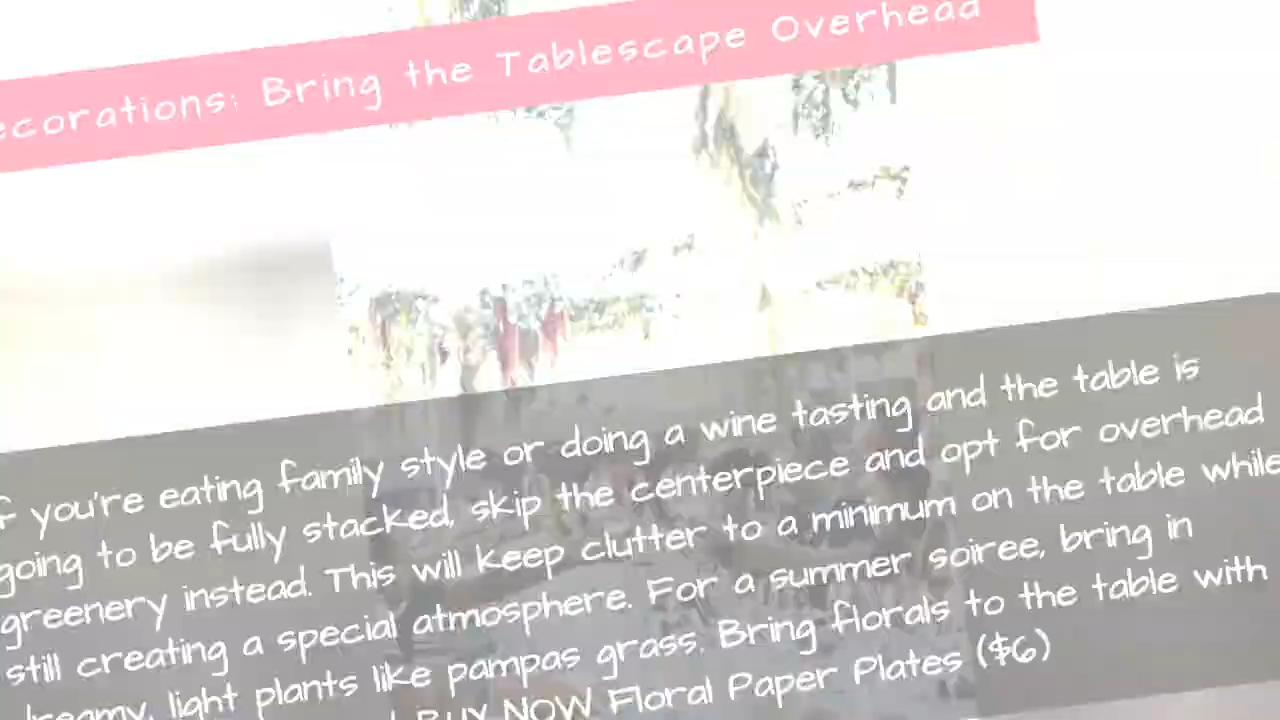 ecorations: Bring the Tablescape Overhead
f you're eating family style or doing a wine tasting and the table is
going to be fully stacked, skip the centerpiece and opt for overhead
greenery instead. This will keep clutter to a minimum on the table while
still creating a special atmosphere. For a summer soiree, bring in
dreamy, light plants like pampas grass. Bring florals to the table with
BUY NOW Floral Paper Plates ($6)